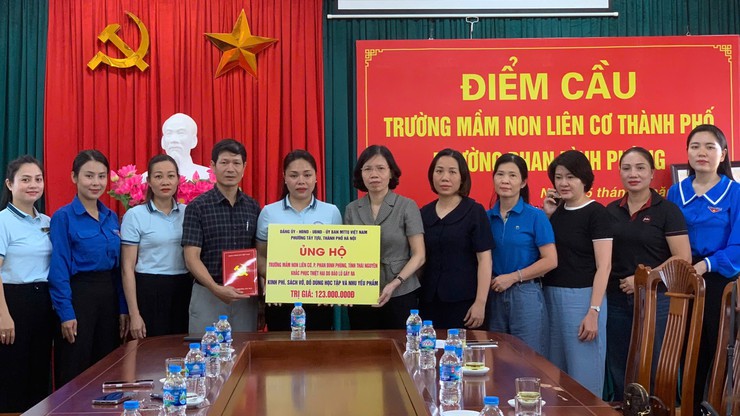 ĐIỂM CẦU
TRƯỜNG MẦM NON LIÊN CƠ THÀNH PHỐ
ĐẢNG ỦY - HĐND - UBND - ỦY BAN MTTQ VIỆT NAM
PHƯỜNG TÂY TỰU, THÀNH PHỐ HÀ NỘI
ỦNG HỘ
TRƯỜNG MẦM NON LIÊN CƠ, P. PHAN ĐÌNH PHÙNG, TỈNH THÁI NGUYÊN
KHẮC PHỤC THIỆT HẠI DO BÃO LŨ GÂY RA
KINH PHÍ, SÁCH VỞ, ĐỒ DÙNG HỌC TẬP VÀ NHU YẾU PHẨM
TRỊ GIÁ: 123.000.000Đ